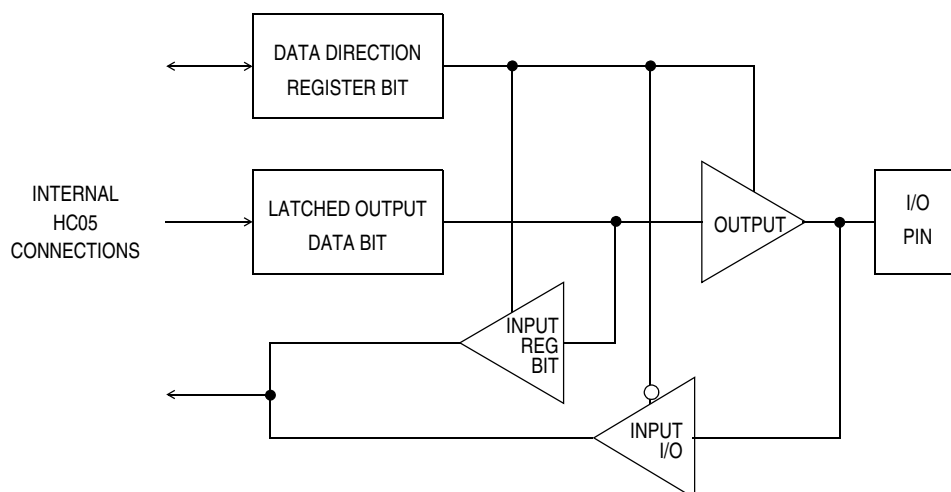 DATA DIRECTION
REGISTER BIT
INTERNAL
HC05
CONNECTIONS
LATCHED OUTPUT
DATA BIT
OUTPUT
I/O
PIN
INPUT
REG
BIT
INPUT
I/O